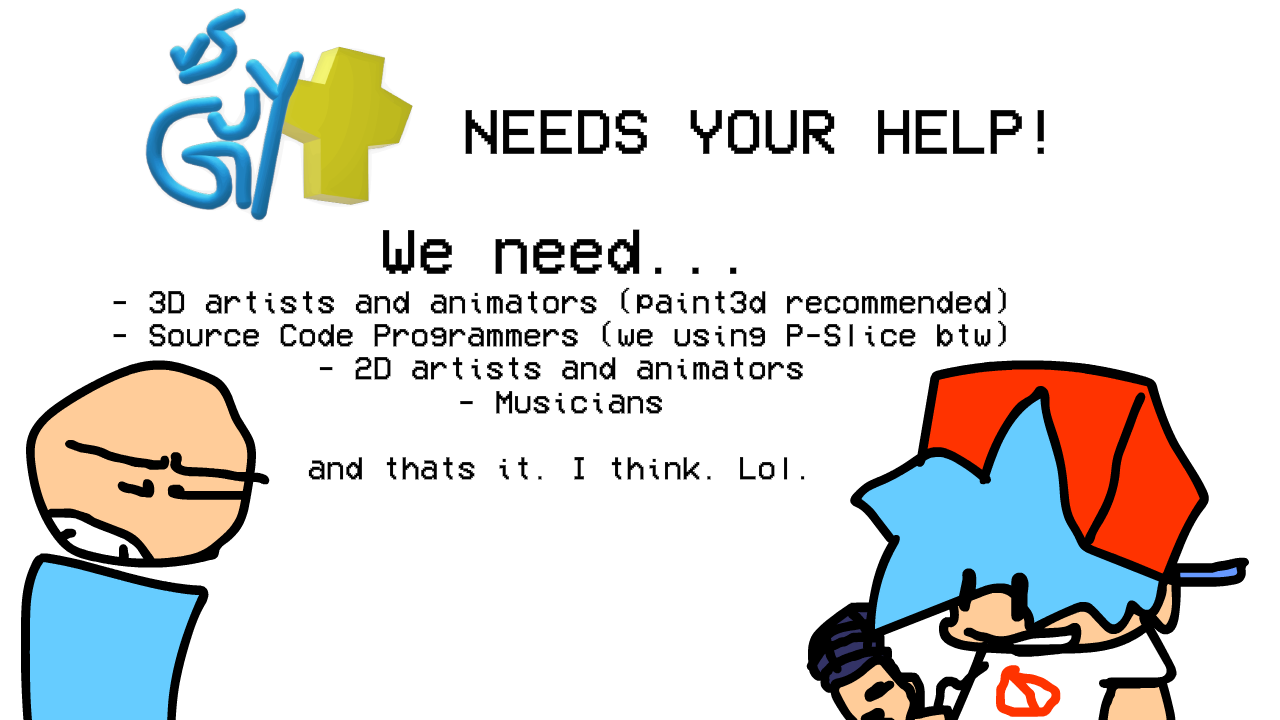 VS
GUY+
NEEDS YOUR HELP!
We need...
- 3D artists and animators (paint3d recommended)
- Source Code Programmers (we using P-Slice btw)
- 2D artists and animators
- Musicians
and thats it. I think. Lol.